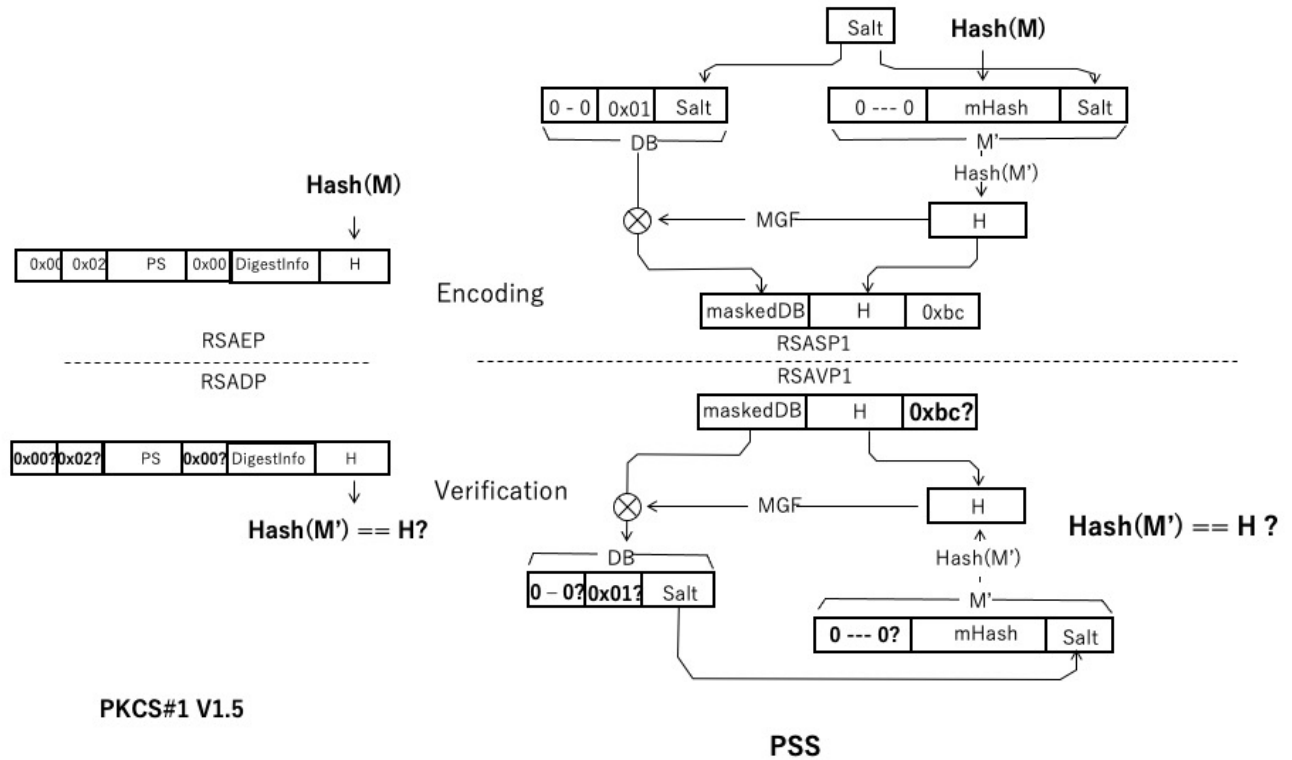 Salt
Hash(M)
0 - 0 0x01 Salt
0 --- 0 mHash Salt
DB
M’
Hash(M’)
MGF
H
Hash(M)
0x00 0x02 PS 0x00 DigestInfo H
Encoding
maskedDB H 0xbc
RSAEP
RSASP1
RSADP
RSAVP1
maskedDB H 0xbc?
0x00? 0x02? PS 0x00? DigestInfo H
Verification
MGF
H
Hash(M’) == H?
Hash(M’) == H ?
DB
Hash(M’)
0 – 0? 0x01? Salt
M’
0 --- 0? mHash Salt
PKCS#1 V1.5
PSS